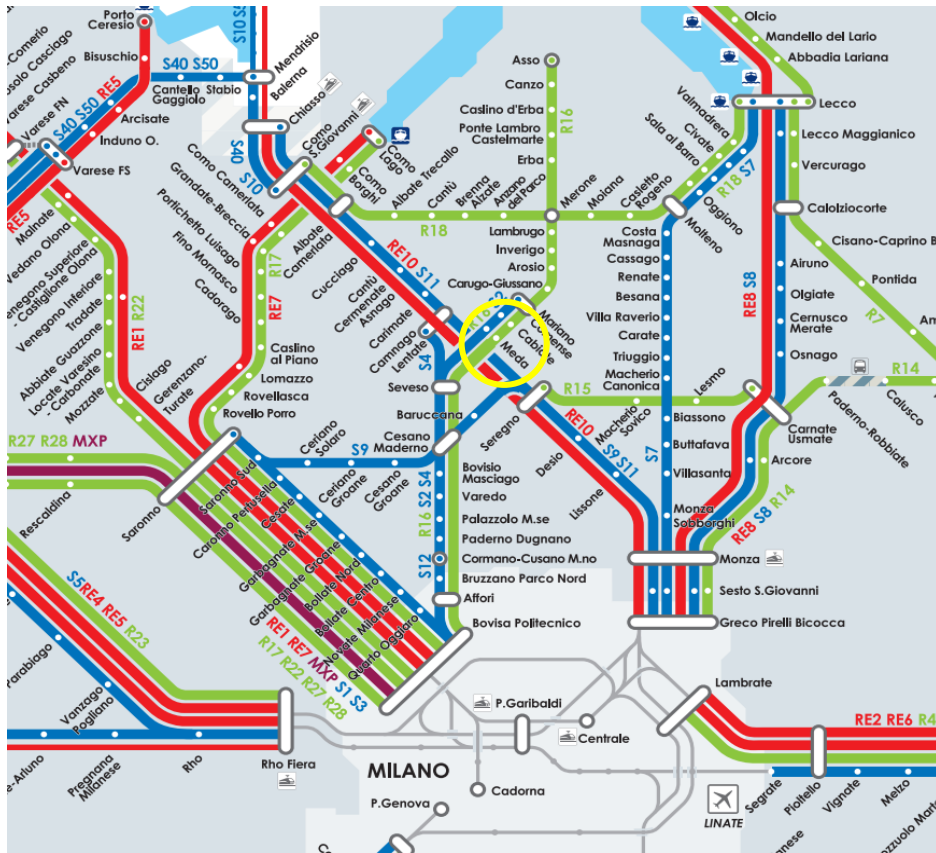 Porto
Ceresio
Bisuschio
-Comerio
osolo Casciago
Varese Casbeno
Varese FN
S40 S50 RE5
Arcisate
Induno O.
Varese FS
RE5
S40 S50
Cantello
Gaggiolo
Stabio
S10 S
Mendrisio
Balerna
Chiasso
S40
S10
Como
S.Giovanni
Como
Lago
Como
Borghi
Albate Trecallo
Cantù
Brenna
Alzate
Anzano
del Parco
R18
Merone
Moiana
Casletto
Rogeno
Asso
Canzo
Caslino d'Erba
Ponte Lambro
Castelmarte
Erba
R16
Lambrugo
Inverigo
Arosio
Carugo-Giussano
Mariano
Comense
Cabiate
Meda
R16
Olcio
Mandello del Lario
Abbadia Lariana
Lecco
Lecco Maggianico
Vercurago
Calolziocorte
Cisano-Caprino B
Pontida
R7
Am
Valmadrera
Civate
Sala al Barro
R18 S7
Oggiono
Molteno
Costa
Masnaga
Cassago
Renate
Besana
Villa Raverio
Carate
Triuggio
Macherio
Canonica
Biassono
Buttafava
Villasanta
Monza
Sobborghi
S7
RE8 S8
Airuno
Olgiate
Cernusco
Merate
Osnago
Lesmo
R15
Macherio
Sovico
R14
Paderno-Robbiate
Calusco
Carnate
Usmate
Arcore
RE8 S8 R14
Monza
Sesto S.Giovanni
Greco Pirelli Bicocca
Como Camerlata
Grandate-Breccia
Portichetto Luisago
Fino Mornasco
Cadorago
R17
RE7
Caslino
al Piano
Lomazzo
Rovellasca
Rovello Porro
Albate
Camerlata
Cucciago
Cantù
Cermenate
Asnago
Carimate
Camnago
Lentate
RE10 S11
S4
Seveso
Baruccana
Cesano
Maderno
S9
Ceriano
Solaro
Ceriano
Groane
Cesano
Groane
Seregno
Desio
Lissone
RE10
S9 S11
Bovisio
Masciago
Varedo
Palazzolo M.se
Paderno Dugnano
Cormano-Cusano M.no
Bruzzano Parco Nord
Affori
Bovisa Politecnico
R16 S2 S4
S12
Malnate
Vedano Olona
Venegono Superiore
- Castiglione Olona
Venegono Inferiore
Tradate
Abbiate Guazzone
Locate Varesino
- Carbonate
Mozzate
RE1 R22
Cislago
Gerenzano-
Turate
R27 R28 MXP
Rescaldina
Saronno
Saronno Sud
Caronno Pertusella
Cesate
Garbagnate M.se
Garbagnate Groane
Bollate Nord
Bollate Centro
Novate Milanese
Quarto Oggiaro
RE1 RE7 MXP S1 S3
R17 R22 R27
R28
S5 RE4 RE5
R23
Parabiago
Vanzago
Pogliano
e-Arluno
Pregnana
Milanese
Rho
Rho Fiera
MILANO
P.Garibaldi
Centrale
Cadorna
P.Genova
Lambrate
RE2 RE6 R4
LINATE
Segrate
Pioltello
Vignate
Melzo